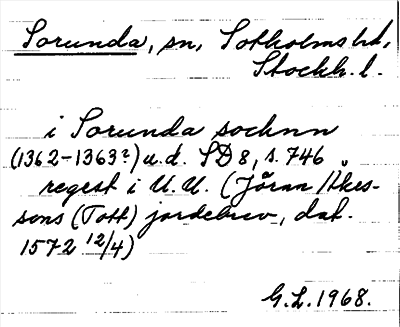 Sorunda, sn, Sotholms hd,
Stockh. l.
i Sorunda socknn
(1362-1363?) u.d. SD 8, s. 746 „
regest i U.U. (Jöran Åkes-
sons (Tott) jordebrev, dat.
1572 12/4)
G.L. 1968.